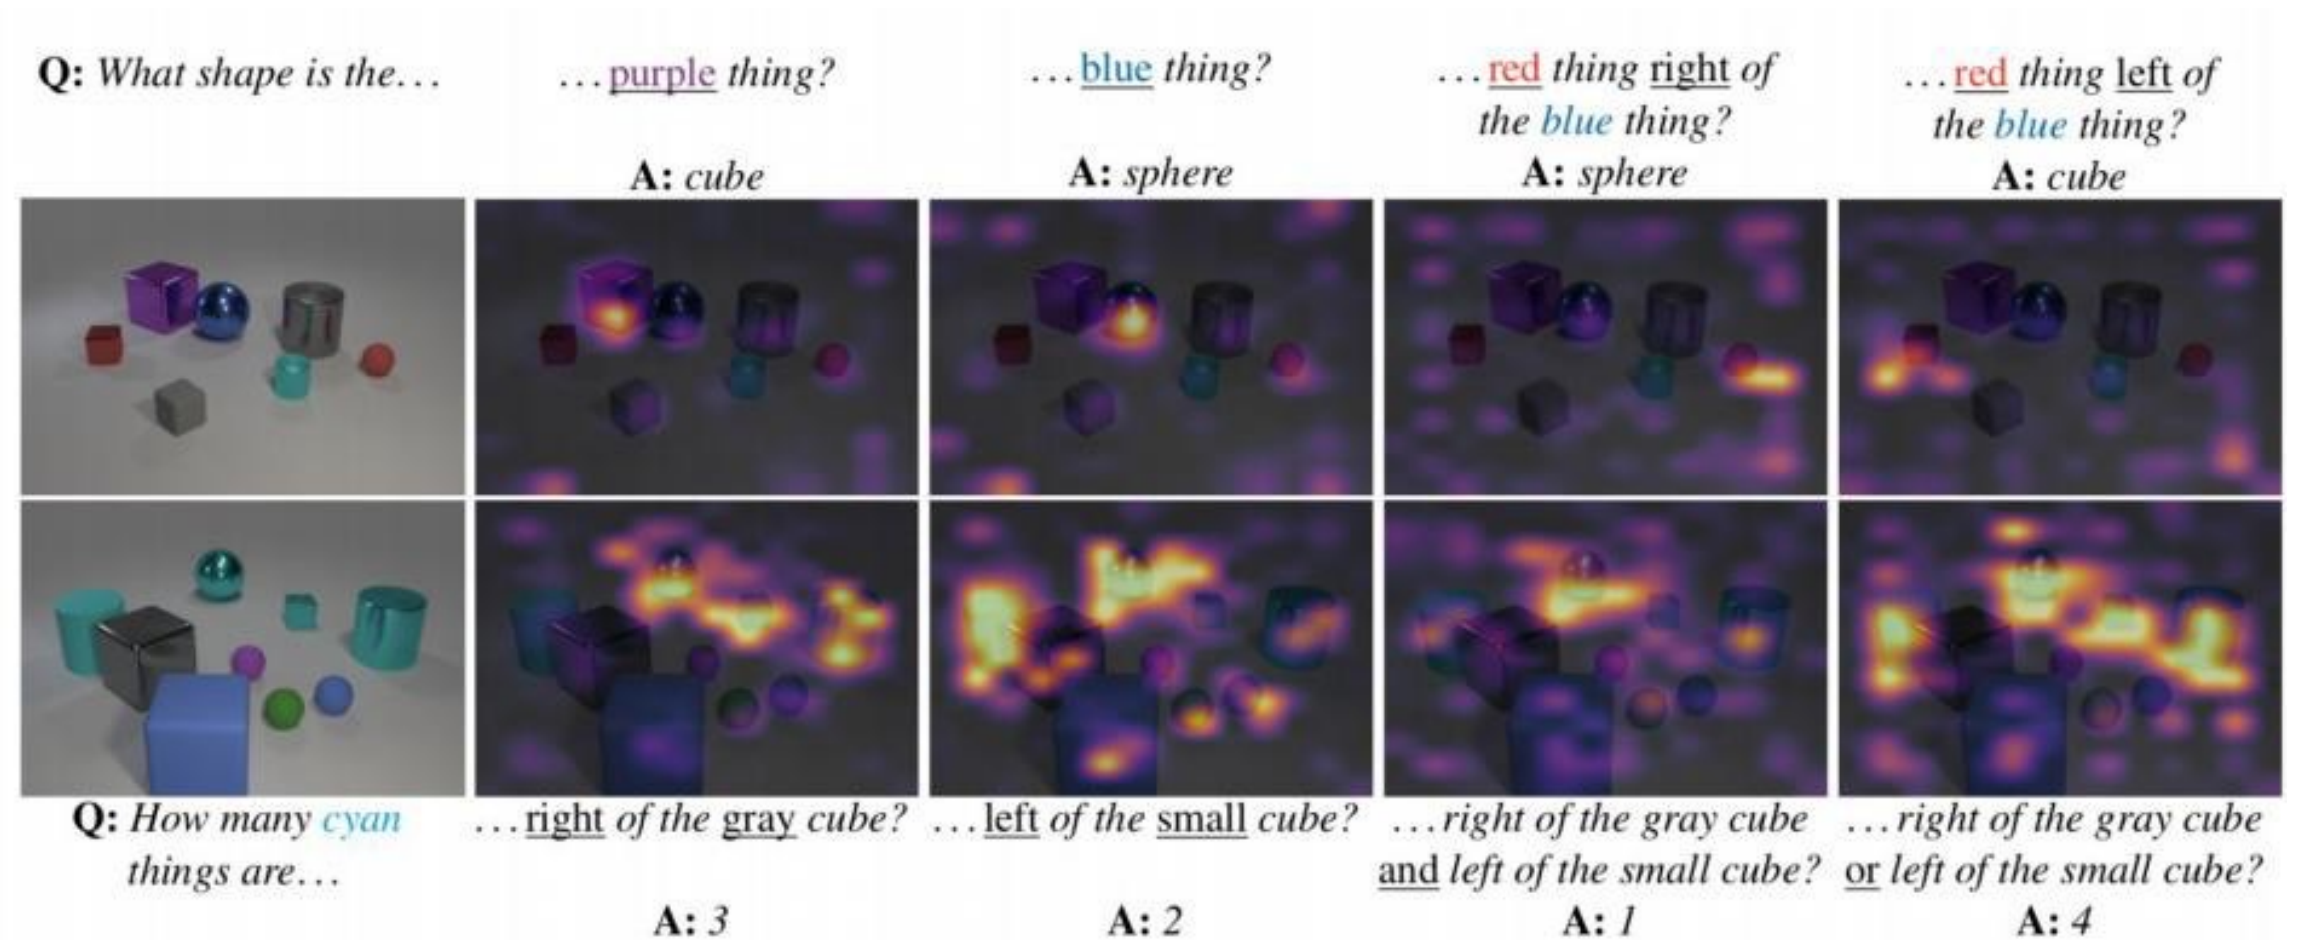 Q: What shape is the...
...purple thing?
A: cube
...blue thing?
A: sphere
...red thing right of
the blue thing?
A: sphere
...red thing left of
the blue thing?
A: cube
Q: How many cyan
things are...
...right of the gray cube?
A: 3
...left of the small cube?
A: 2
...right of the gray cube
and left of the small cube?
A: 1
...right of the gray cube
or left of the small cube?
A: 4